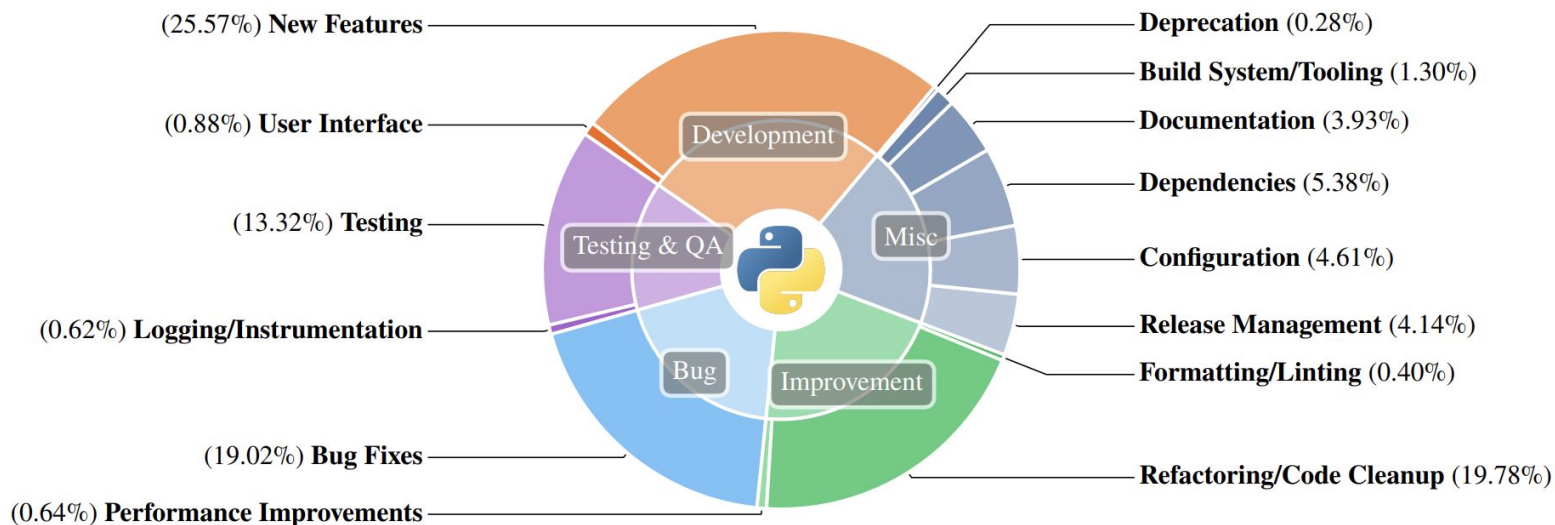 (25.57%) New Features
(0.88%) User Interface
(13.32%) Testing
(0.62%) Logging/Instrumentation
(19.02%) Bug Fixes
(0.64%) Performance Improvements
Development
Testing & QA
Misc
Bug
Improvement
Deprecation (0.28%)
Build System/Tooling (1.30%)
Documentation (3.93%)
Dependencies (5.38%)
Configuration (4.61%)
Release Management (4.14%)
Formatting/Linting (0.40%)
Refactoring/Code Cleanup (19.78%)